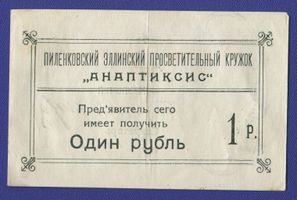 ПИЛЕНКОВСКИЙ ЭЛЛИНСКИЙ ПРОСВЕТИТЕЛЬНЫЙ КРУЖОК
„АНАПТИКСИС“
Пред'явитель сего
имеет получить
Один рубль
1 Р.